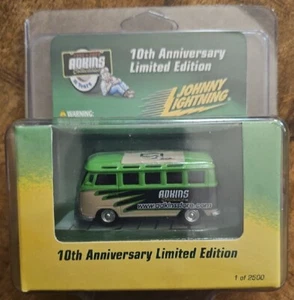 ADKINS
10th Anniversary
Limited Edition
JOHNNY
LIGHTNING
WARNING:
ADKINS
10th Anniversary Limited Edition
1 of 2500